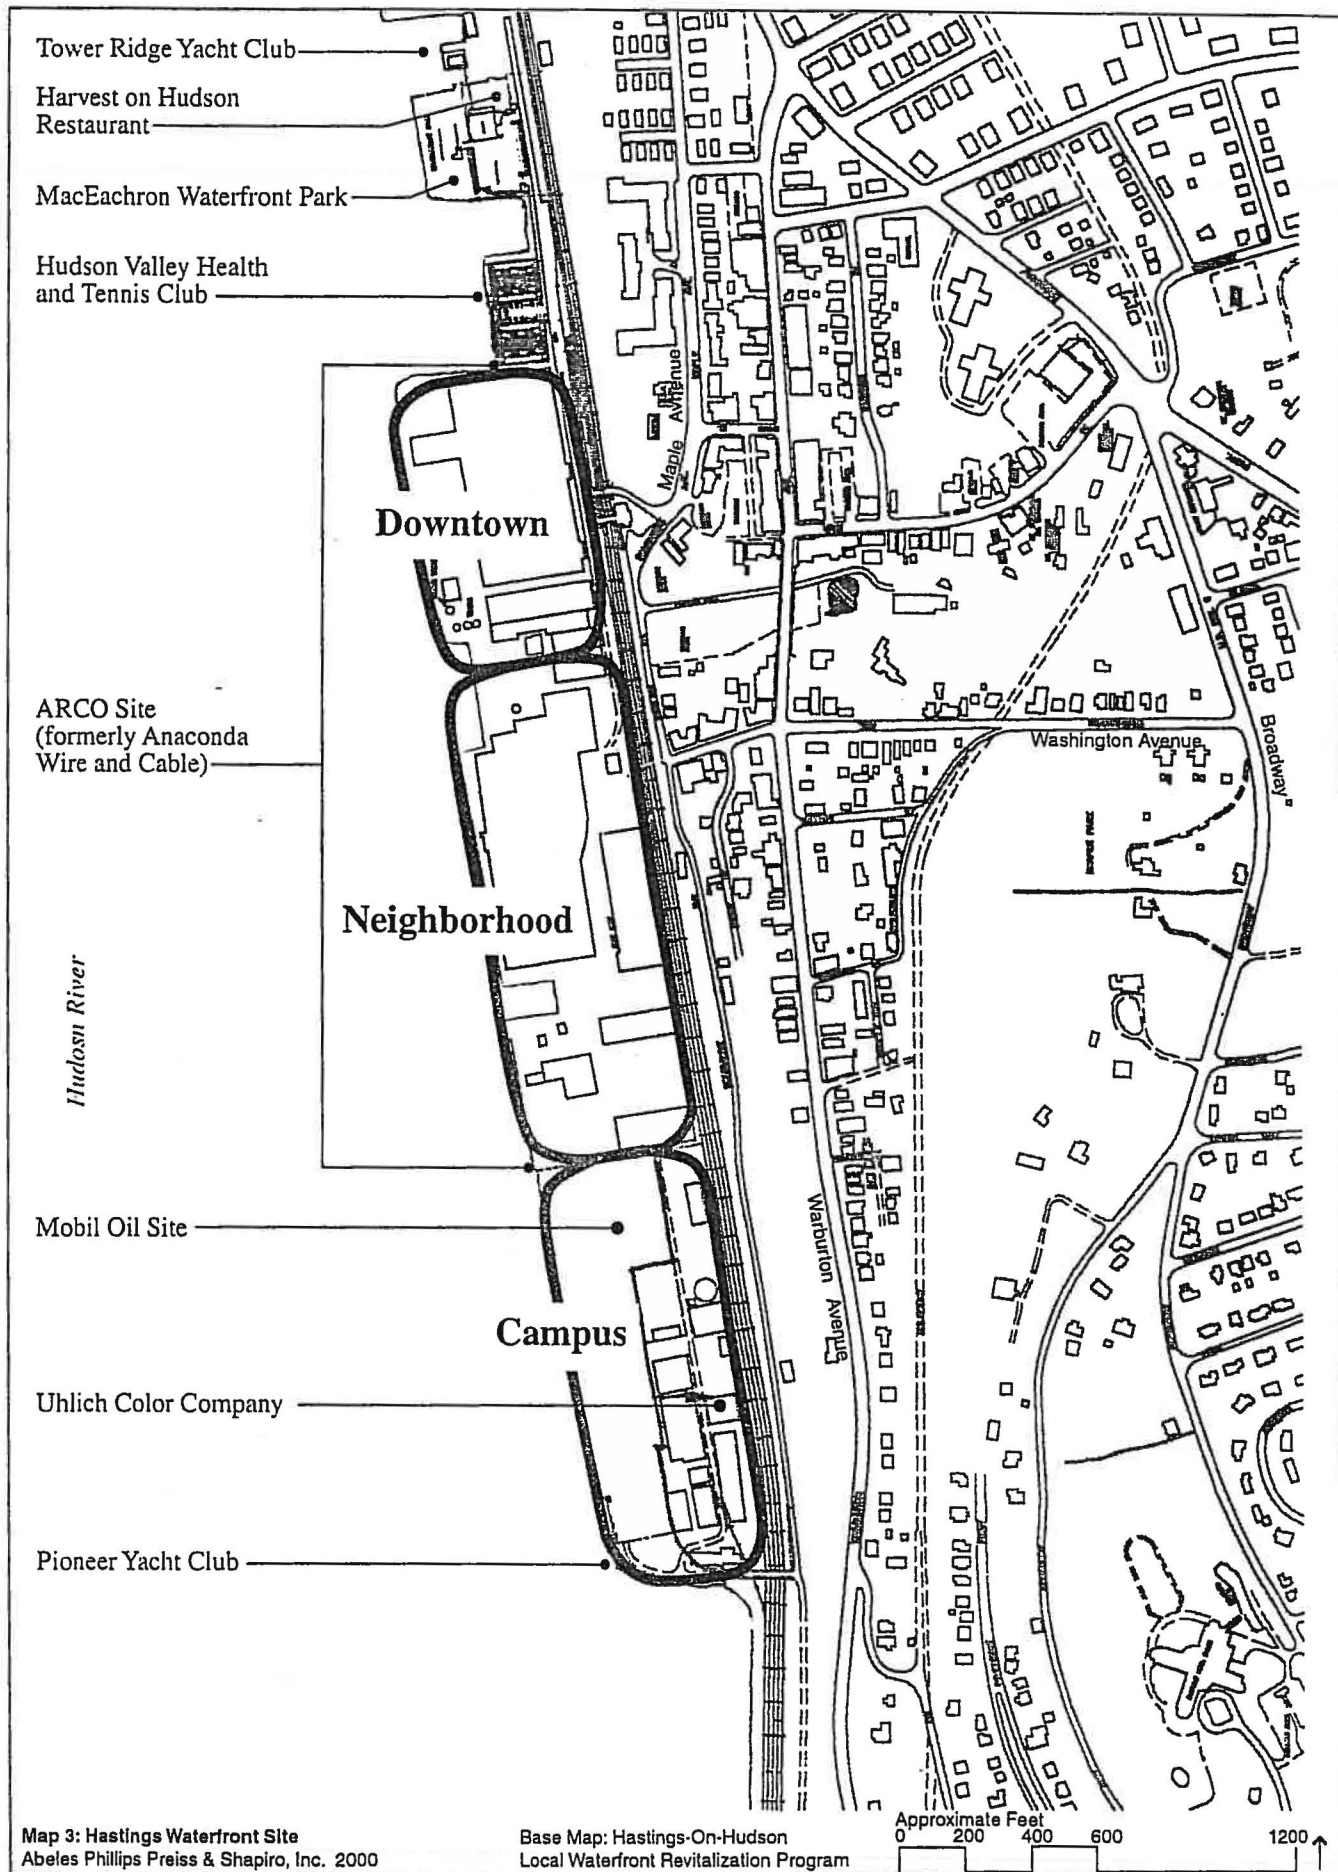 Tower Ridge Yacht Club
Harvest on Hudson
Restaurant
MacEachron Waterfront Park
Hudson Valley Health
and Tennis Club
Maple Avnenue
Downtown
ARCO Site
(formerly Anaconda
Wire and Cable)
Washington Avenue
Broadway
Neighborhood
Hudosn River
Mobil Oil Site
Warburton Avenue
Campus
Uhlich Color Company
Pioneer Yacht Club
Map 3: Hastings Waterfront Site
Abeles Phillips Preiss & Shapiro, Inc. 2000
Base Map: Hastings-On-Hudson
Local Waterfront Revitalization Program
Approximate Feet
0 200 400 600 1200